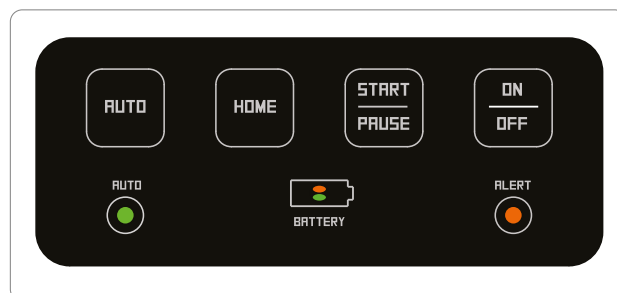 AUTO
HOME
START
PAUSE
ON
OFF
AUTO
BATTERY
ALERT